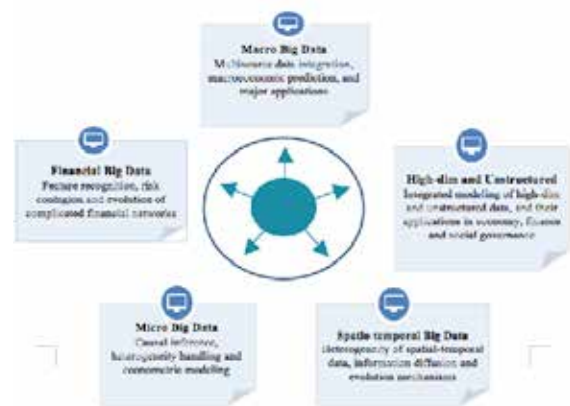 Macro Big Data
Multisource data integration,
macroeconomic prediction, and
major applications
Financial Big Data
Feature recognition, risk
contagion and evolution of
complicated financial networks
High-dim and Unstructured
Integrated modeling of high-dim
and unstructured data, and their
applications in economy, finance
and social governance
Micro Big Data
Causal inference,
heterogeneity handling and
econometric modeling
Spatio-temporal Big Data
Heterogeneity of spatial-temporal
data, information diffusion and
evolution mechanisms